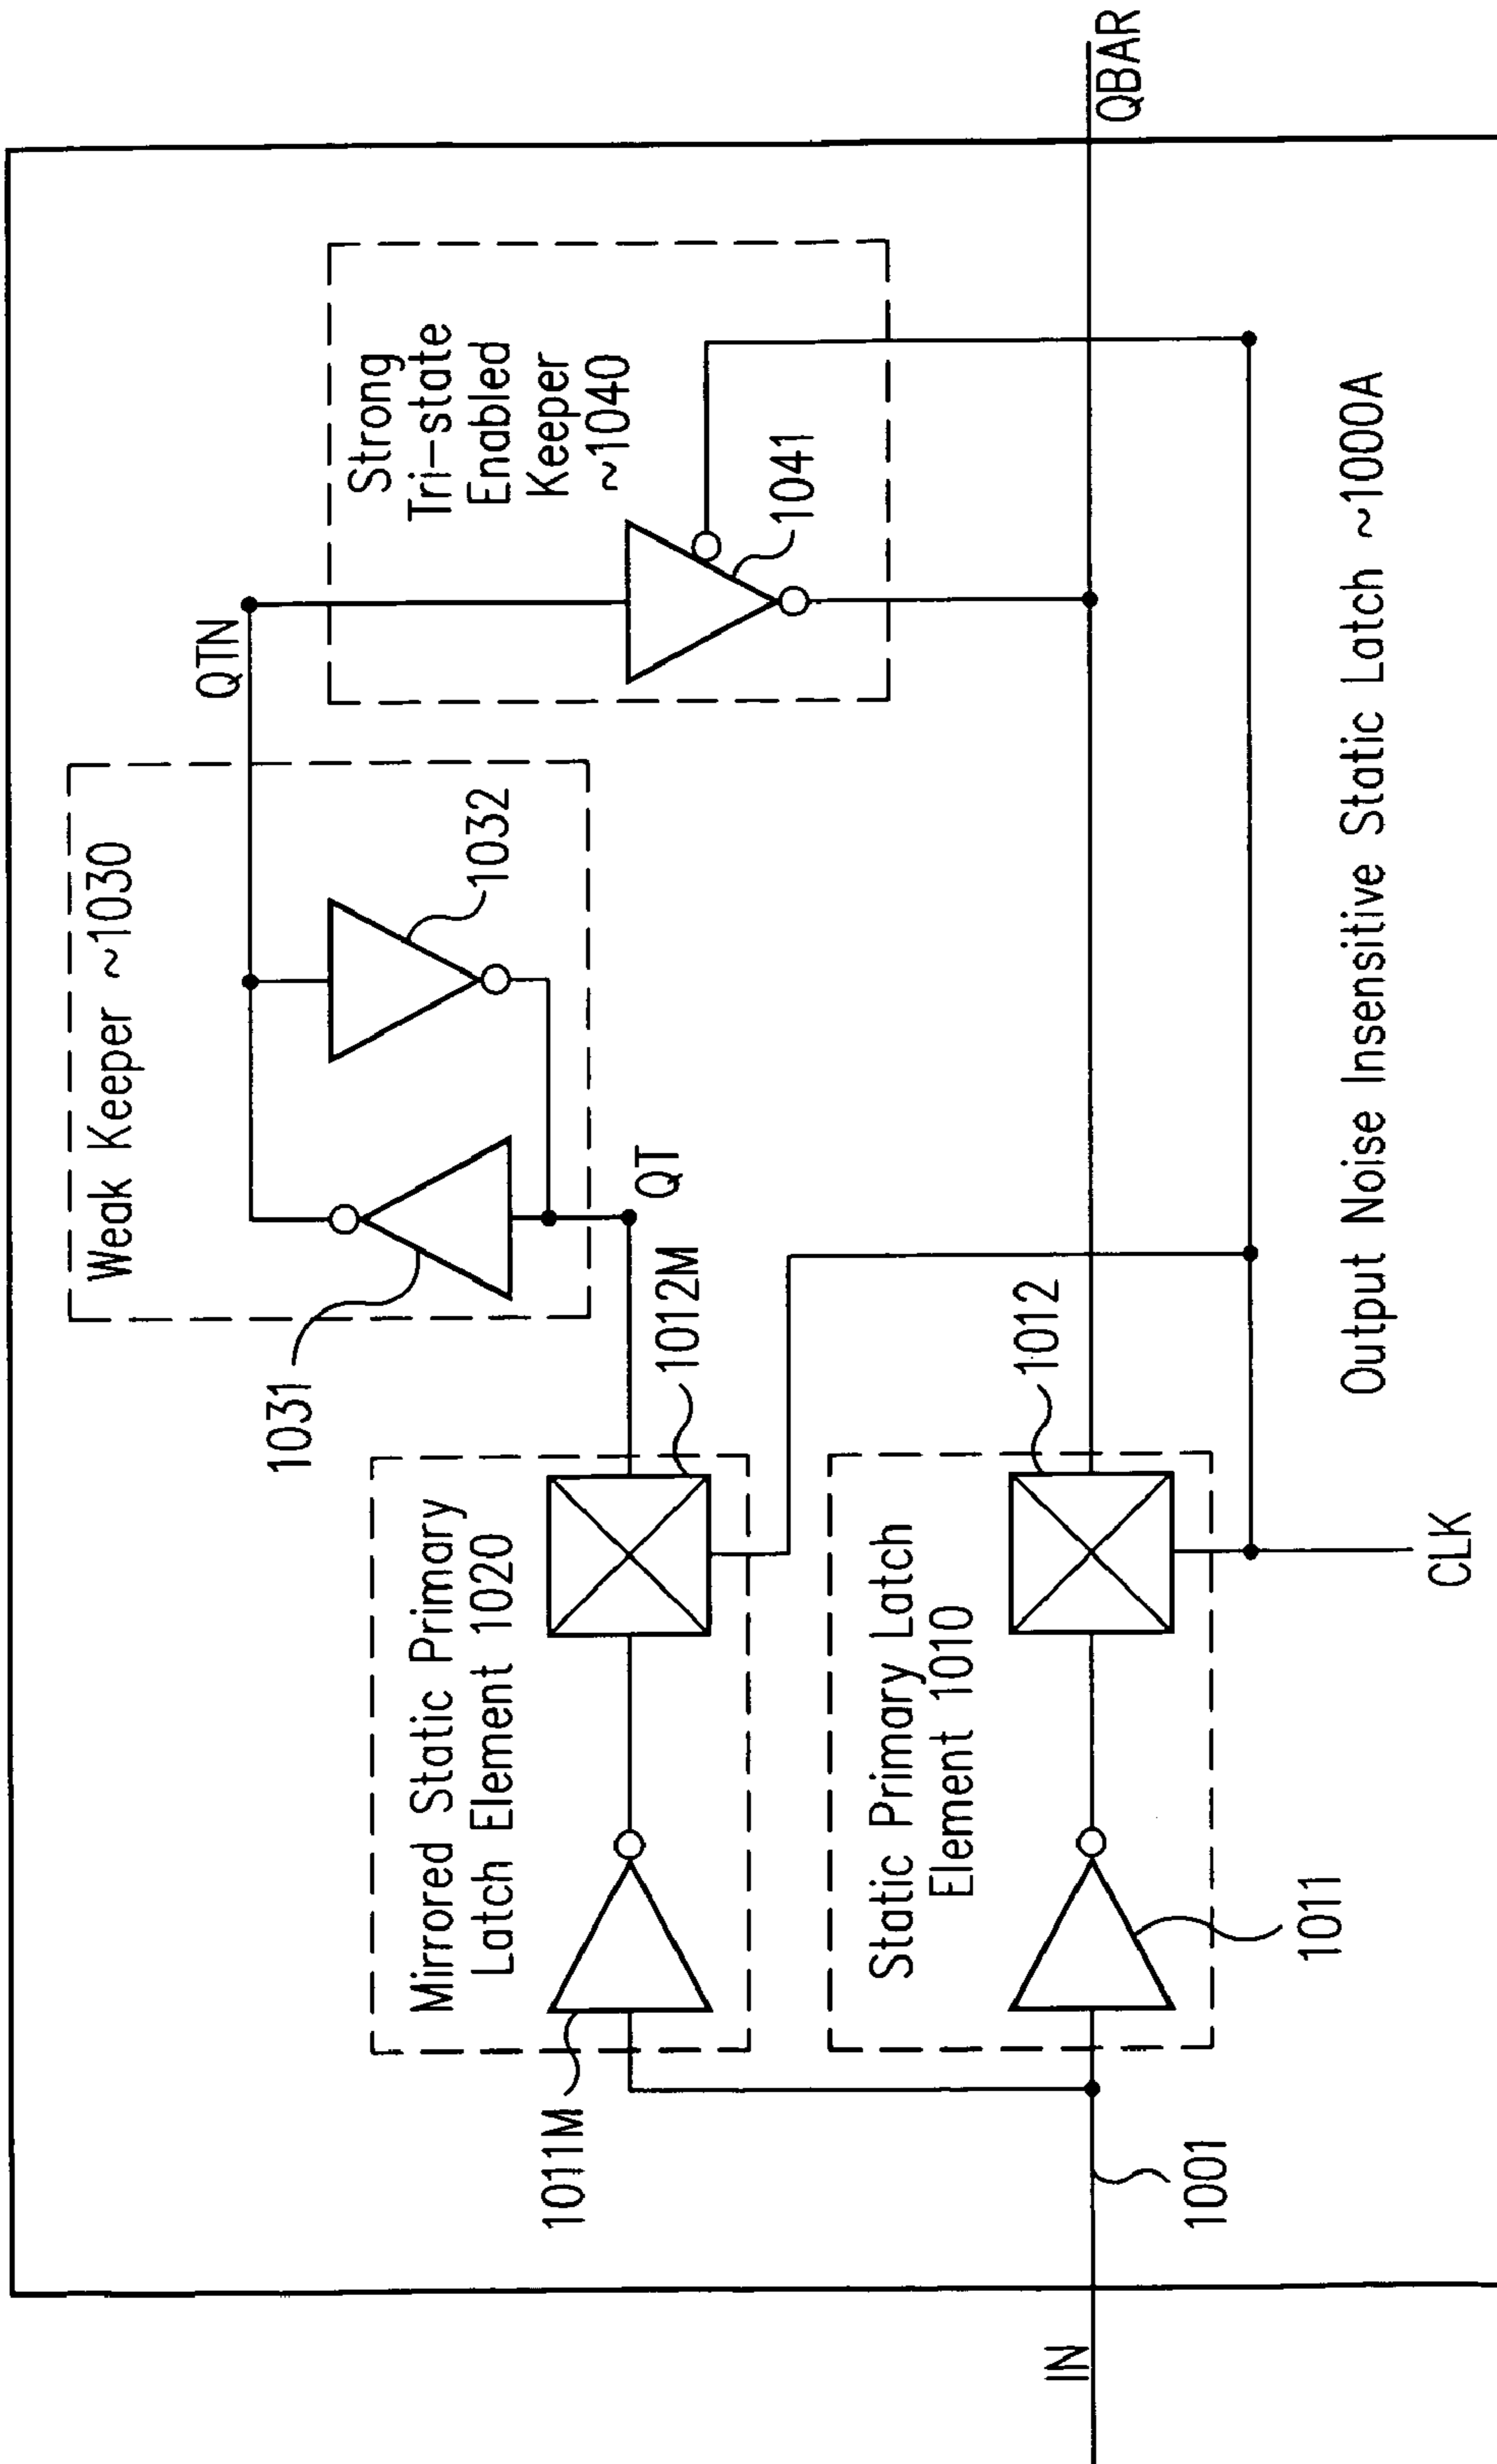 Weak Keeper ~1030
1031
1032
QTN
QT
Strong
Tri-state
Enabled
Keeper
~1040
1041
Mirrored Static Primary
Latch Element 1020
1011M
1012M
Static Primary Latch
Element 1010
1012
1011
IN
1001
QBAR
CLK
Output Noise Insensitive Static Latch ~1000A